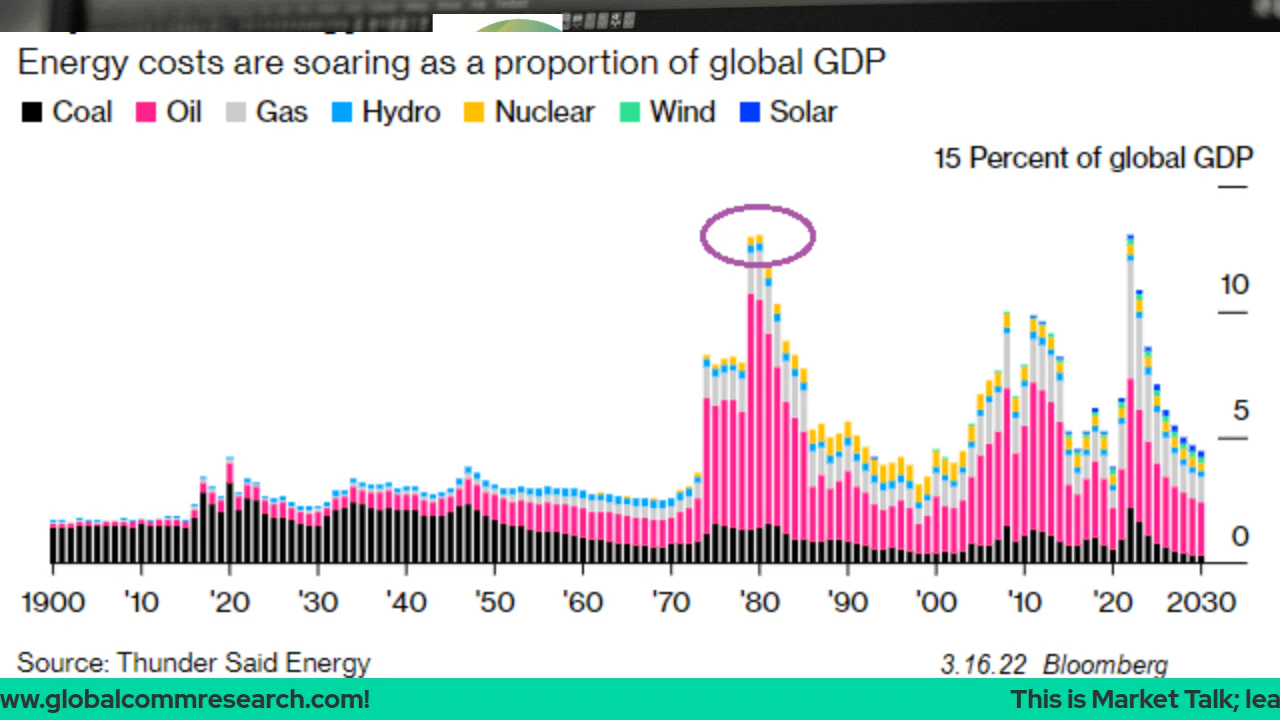 Energy costs are soaring as a proportion of global GDP
Coal Oil Gas Hydro Nuclear Wind Solar
15 Percent of global GDP
10
5
0
1900 '10 '20 '30 '40 '50 '60 '70 '80 '90 '00 '10 '20 2030
Source: Thunder Said Energy
3.16.22 Bloomberg
www.globalcommresearch.com!
This is Market Talk; lea